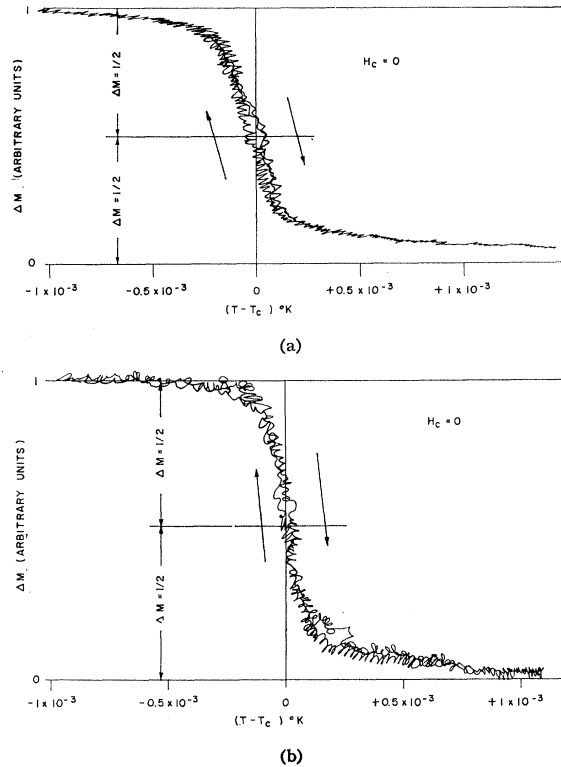 1
H_C = 0
ΔM (ARBITRARY UNITS)
ΔM = 1/2
ΔM = 1/2
0
-1 x 10⁻³
-0.5 x 10⁻³
0
+0.5 x 10⁻³
+1 x 10⁻³
(T - T_C) °K
(a)
1
H_C = 0
ΔM (ARBITRARY UNITS)
ΔM = 1/2
ΔM = 1/2
0
-1 x 10⁻³
-0.5 x 10⁻³
0
+0.5 x 10⁻³
+1 x 10⁻³
(T - T_C) °K
(b)